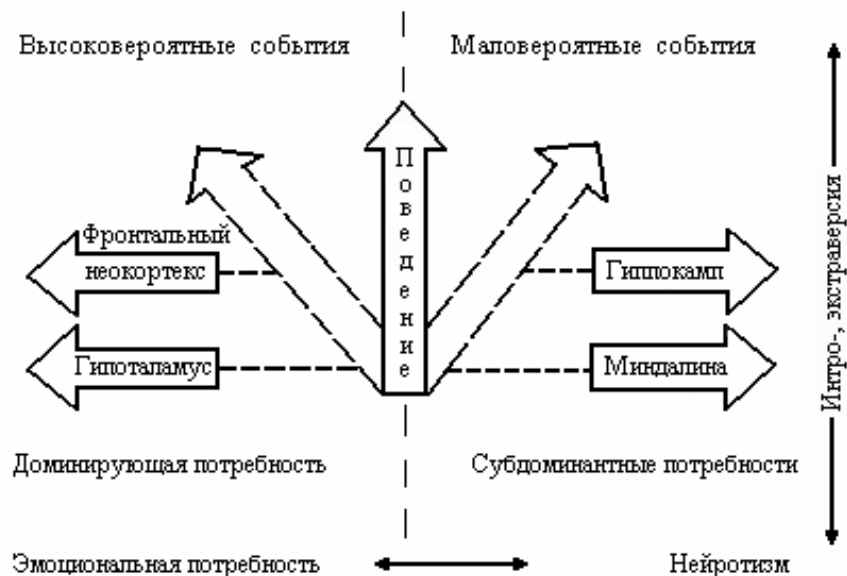 Высоковероятные события
Маловероятные события
Поведение
Фронтальный
неокортекс
Гиппокамп
Гипоталамус
Миндалина
Интро-, экстраверсия
Доминирующая потребность
Субдоминантные потребности
Эмоциональная потребность
Нейротизм